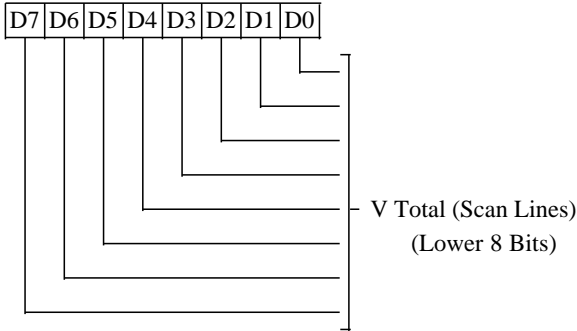 D7 D6 D5 D4 D3 D2 D1 D0
V Total (Scan Lines)
(Lower 8 Bits)